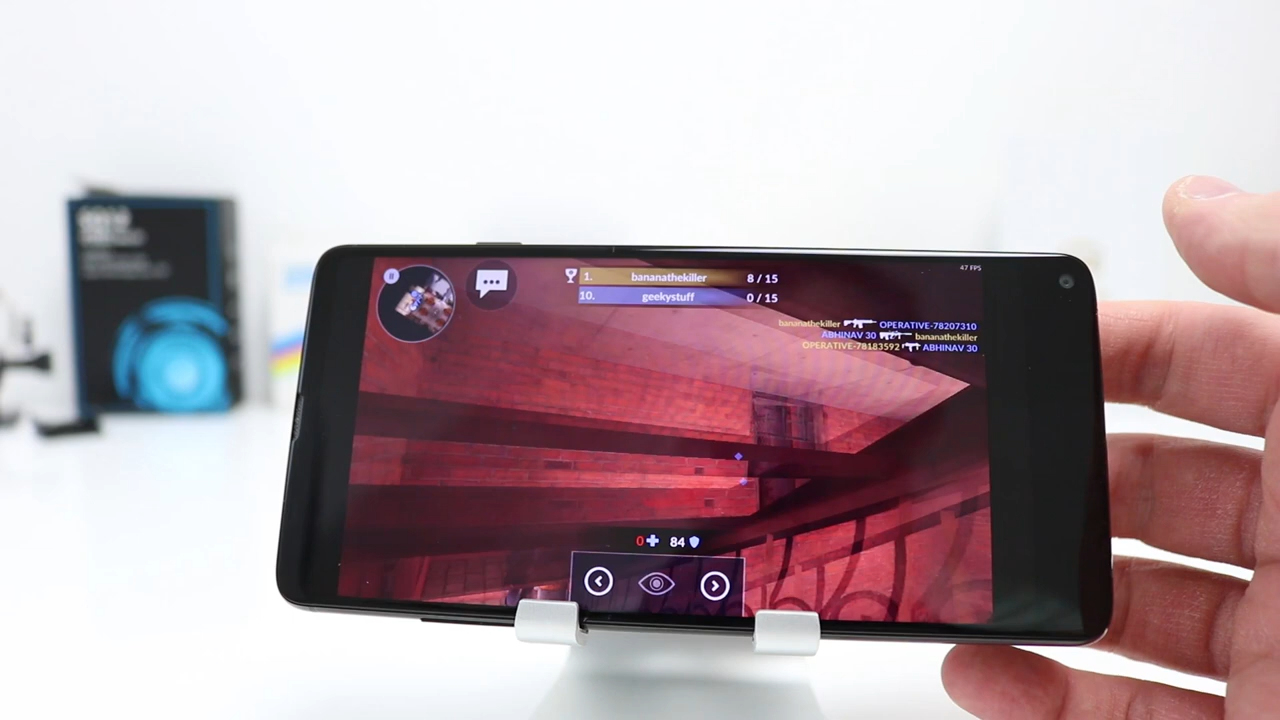 47 FPS
1. bananathekiller 8 / 15
10. geekystuff 0 / 15
bananathekiller OPERATIVE-78207310
ABHINAV 30 bananathekiller
OPERATIVE-78183592 ABHINAV 30
0 84